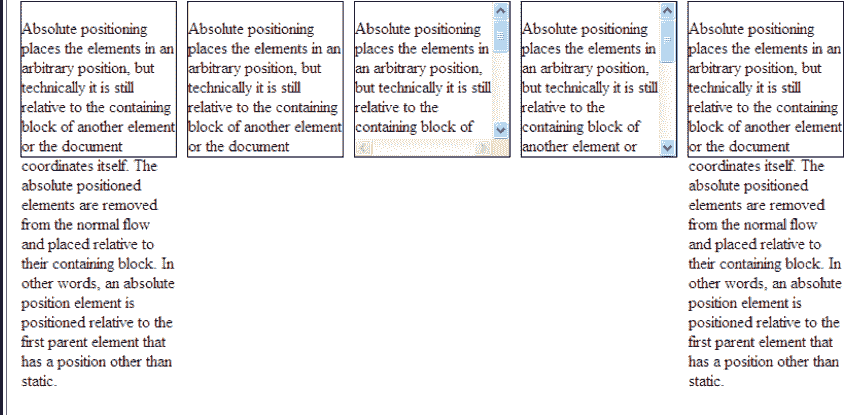 Absolute positioning
places the elements in an
arbitrary position, but
technically it is still
relative to the containing
block of another element
or the document
coordinates itself. The
absolute positioned
elements are removed
from the normal flow
and placed relative to
their containing block. In
other words, an absolute
position element is
positioned relative to the
first parent element that
has a position other than
static.
Absolute positioning
places the elements in an
arbitrary position, but
technically it is still
relative to the containing
block of another element
or the document
Absolute positioning
places the elements in
an arbitrary position,
but technically it is still
relative to the
containing block of
Absolute positioning
places the elements in
an arbitrary position,
but technically it is still
relative to the
containing block of
another element or
Absolute positioning
places the elements in an
arbitrary position, but
technically it is still
relative to the containing
block of another element
or the document
coordinates itself. The
absolute positioned
elements are removed
from the normal flow
and placed relative to
their containing block. In
other words, an absolute
position element is
positioned relative to the
first parent element that
has a position other than
static.